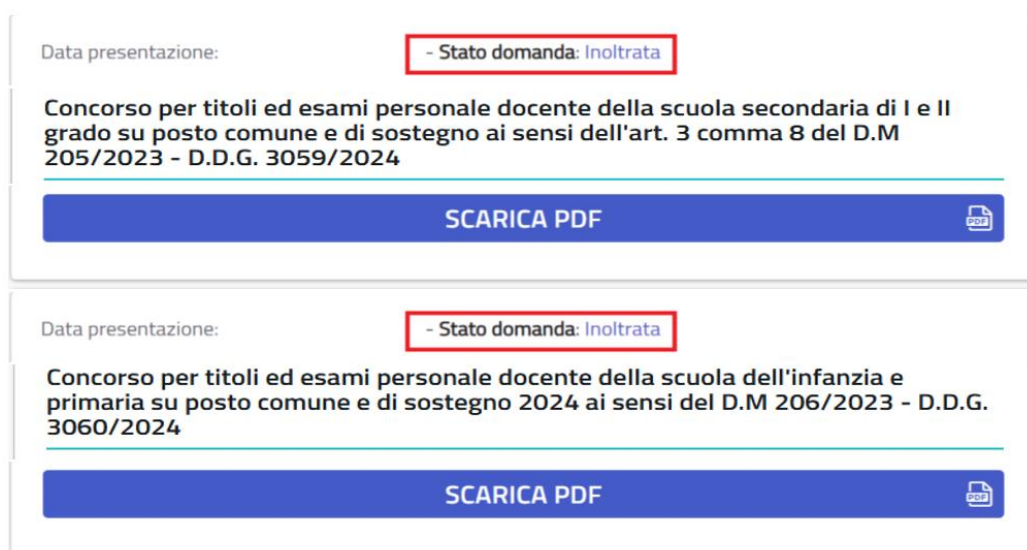 Data presentazione: - Stato domanda: Inoltrata
Concorso per titoli ed esami personale docente della scuola secondaria di I e II
grado su posto comune e di sostegno ai sensi dell'art. 3 comma 8 del D.M
205/2023 - D.D.G. 3059/2024
SCARICA PDF
PDF
Data presentazione: - Stato domanda: Inoltrata
Concorso per titoli ed esami personale docente della scuola dell'infanzia e
primaria su posto comune e di sostegno 2024 ai sensi del D.M 206/2023 - D.D.G.
3060/2024
SCARICA PDF
PDF